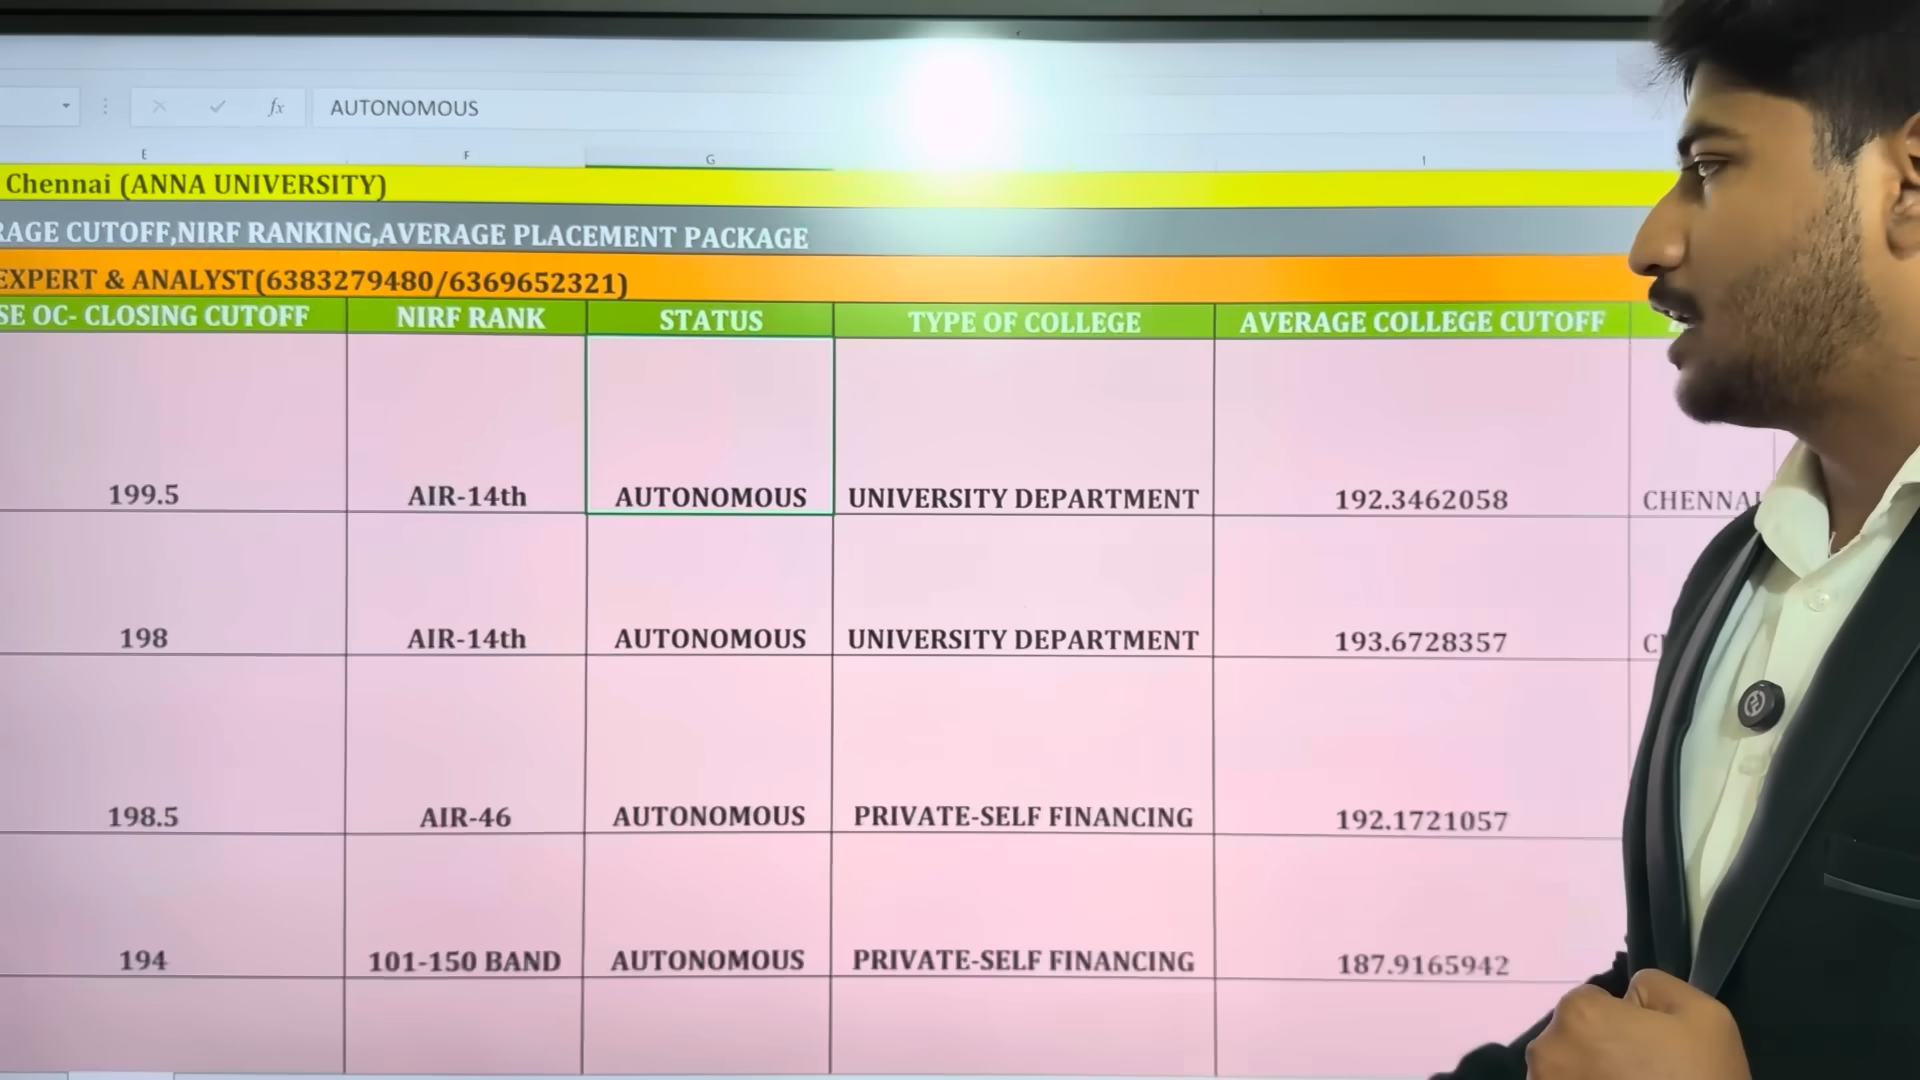 fx AUTONOMOUS
E F G I
Chennai (ANNA UNIVERSITY)
RAGE CUTOFF,NIRF RANKING,AVERAGE PLACEMENT PACKAGE
EXPERT & ANALYST(6383279480/6369652321)
SE OC- CLOSING CUTOFF NIRF RANK STATUS TYPE OF COLLEGE AVERAGE COLLEGE CUTOFF
199.5 AIR-14th AUTONOMOUS UNIVERSITY DEPARTMENT 192.3462058 CHENNAI
198 AIR-14th AUTONOMOUS UNIVERSITY DEPARTMENT 193.6728357
198.5 AIR-46 AUTONOMOUS PRIVATE-SELF FINANCING 192.1721057
194 101-150 BAND AUTONOMOUS PRIVATE-SELF FINANCING 187.9165942